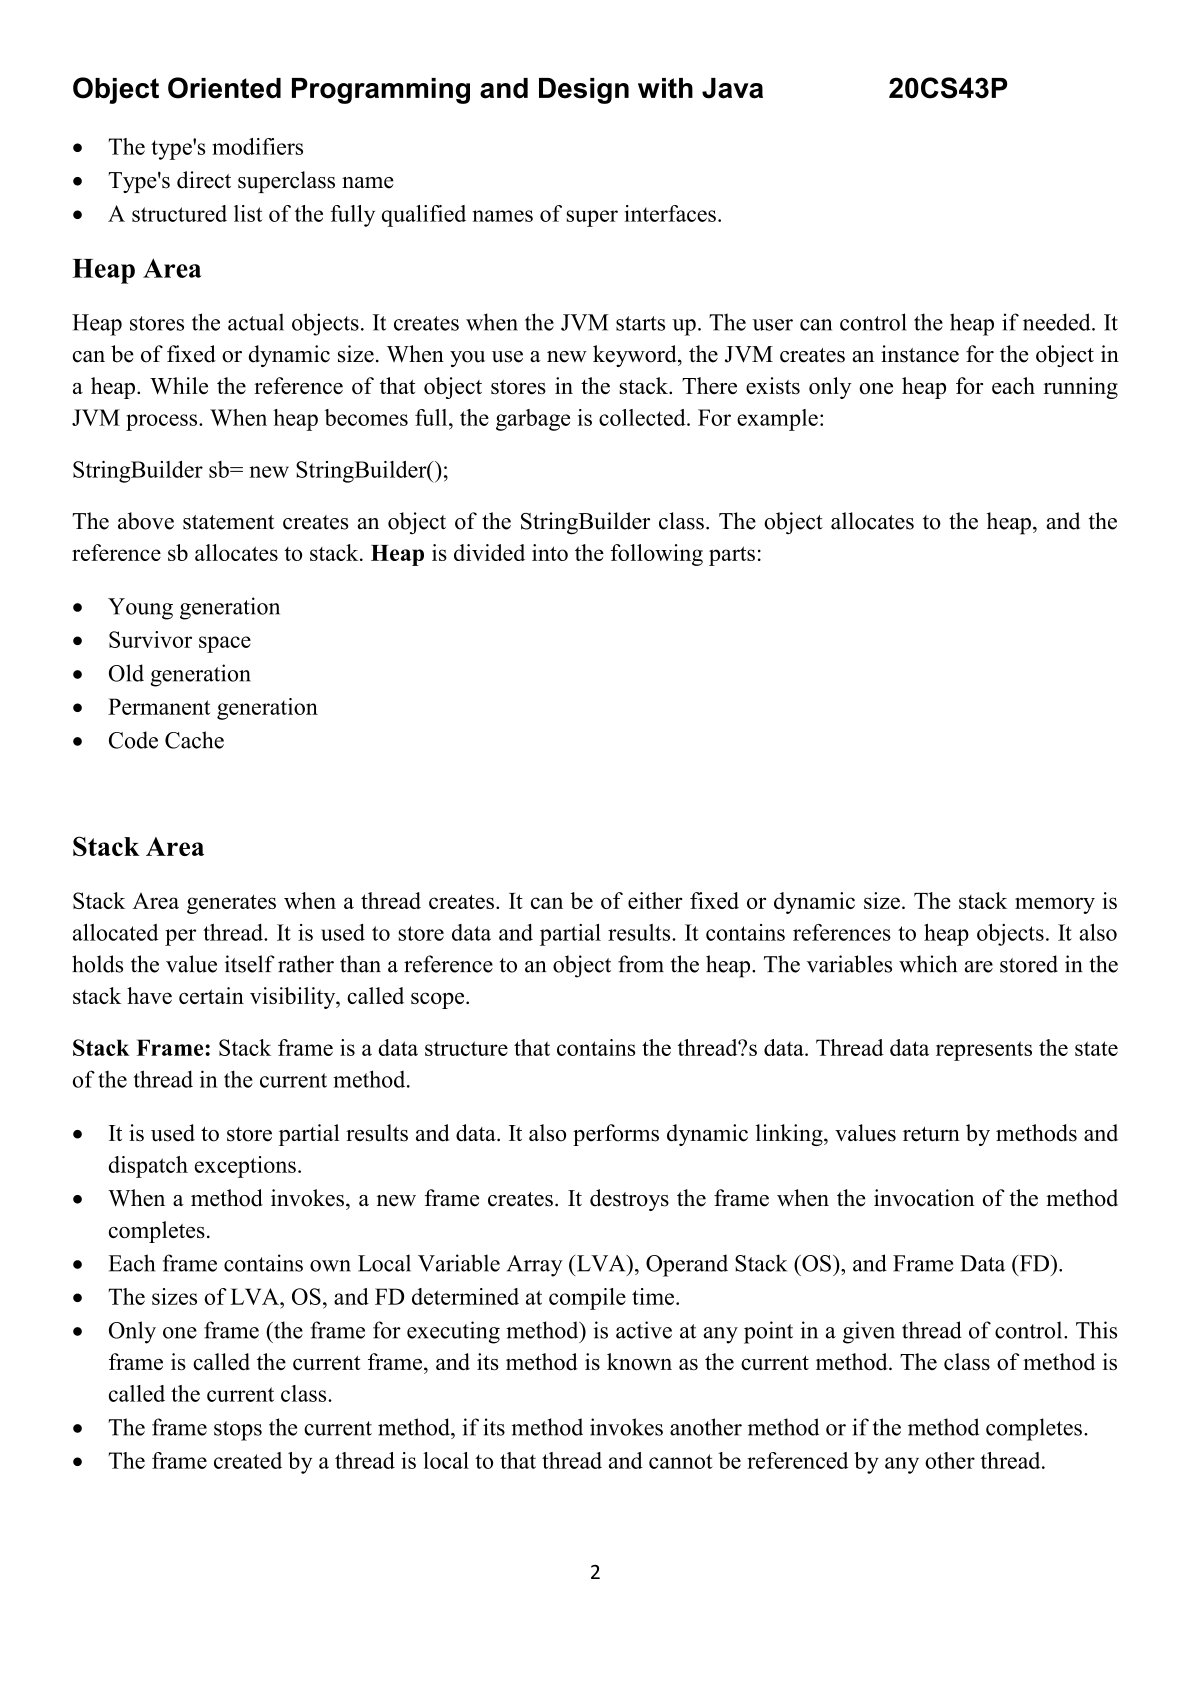 Object Oriented Programming and Design with Java 20CS43P
• The type's modifiers
• Type's direct superclass name
• A structured list of the fully qualified names of super interfaces.
Heap Area
Heap stores the actual objects. It creates when the JVM starts up. The user can control the heap if needed. It
can be of fixed or dynamic size. When you use a new keyword, the JVM creates an instance for the object in
a heap. While the reference of that object stores in the stack. There exists only one heap for each running
JVM process. When heap becomes full, the garbage is collected. For example:
StringBuilder sb= new StringBuilder();
The above statement creates an object of the StringBuilder class. The object allocates to the heap, and the
reference sb allocates to stack. Heap is divided into the following parts:
• Young generation
• Survivor space
• Old generation
• Permanent generation
• Code Cache
Stack Area
Stack Area generates when a thread creates. It can be of either fixed or dynamic size. The stack memory is
allocated per thread. It is used to store data and partial results. It contains references to heap objects. It also
holds the value itself rather than a reference to an object from the heap. The variables which are stored in the
stack have certain visibility, called scope.
Stack Frame: Stack frame is a data structure that contains the thread?s data. Thread data represents the state
of the thread in the current method.
• It is used to store partial results and data. It also performs dynamic linking, values return by methods and
dispatch exceptions.
• When a method invokes, a new frame creates. It destroys the frame when the invocation of the method
completes.
• Each frame contains own Local Variable Array (LVA), Operand Stack (OS), and Frame Data (FD).
• The sizes of LVA, OS, and FD determined at compile time.
• Only one frame (the frame for executing method) is active at any point in a given thread of control. This
frame is called the current frame, and its method is known as the current method. The class of method is
called the current class.
• The frame stops the current method, if its method invokes another method or if the method completes.
• The frame created by a thread is local to that thread and cannot be referenced by any other thread.
2